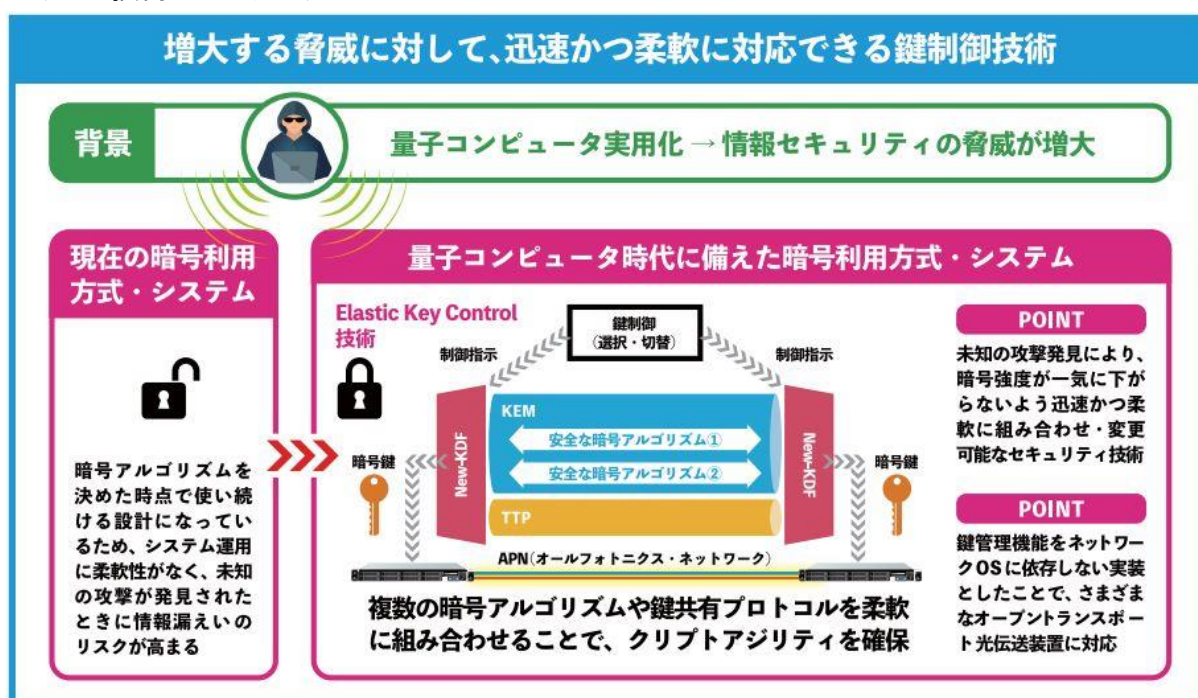 増大する脅威に対して、迅速かつ柔軟に対応できる鍵制御技術
背景
量子コンピュータ実用化→情報セキュリティの脅威が増大
現在の暗号利用
方式・システム
暗号アルゴリズムを
決めた時点で使い続
ける設計になってい
るため、システム運用
に柔軟性がなく、未知
の攻撃が発見された
ときに情報漏えいの
リスクが高まる
量子コンピュータ時代に備えた暗号利用方式・システム
Elastic Key Control
技術
鍵制御
(選択・切替)
制御指示
制御指示
KEM
安全な暗号アルゴリズム①
安全な暗号アルゴリズム②
New-KDF
New-KDF
暗号鍵
暗号鍵
TTP
APN(オールフォトニクス・ネットワーク)
複数の暗号アルゴリズムや鍵共有プロトコルを柔軟
に組み合わせることで、クリプトアジリティを確保
POINT
未知の攻撃発見により、
暗号強度が一気に下が
らないよう迅速かつ柔
軟に組み合わせ・変更
可能なセキュリティ技術
POINT
鍵管理機能をネットワー
クOSに依存しない実装
としたことで、さまざま
なオープントランスポー
ト光伝送装置に対応